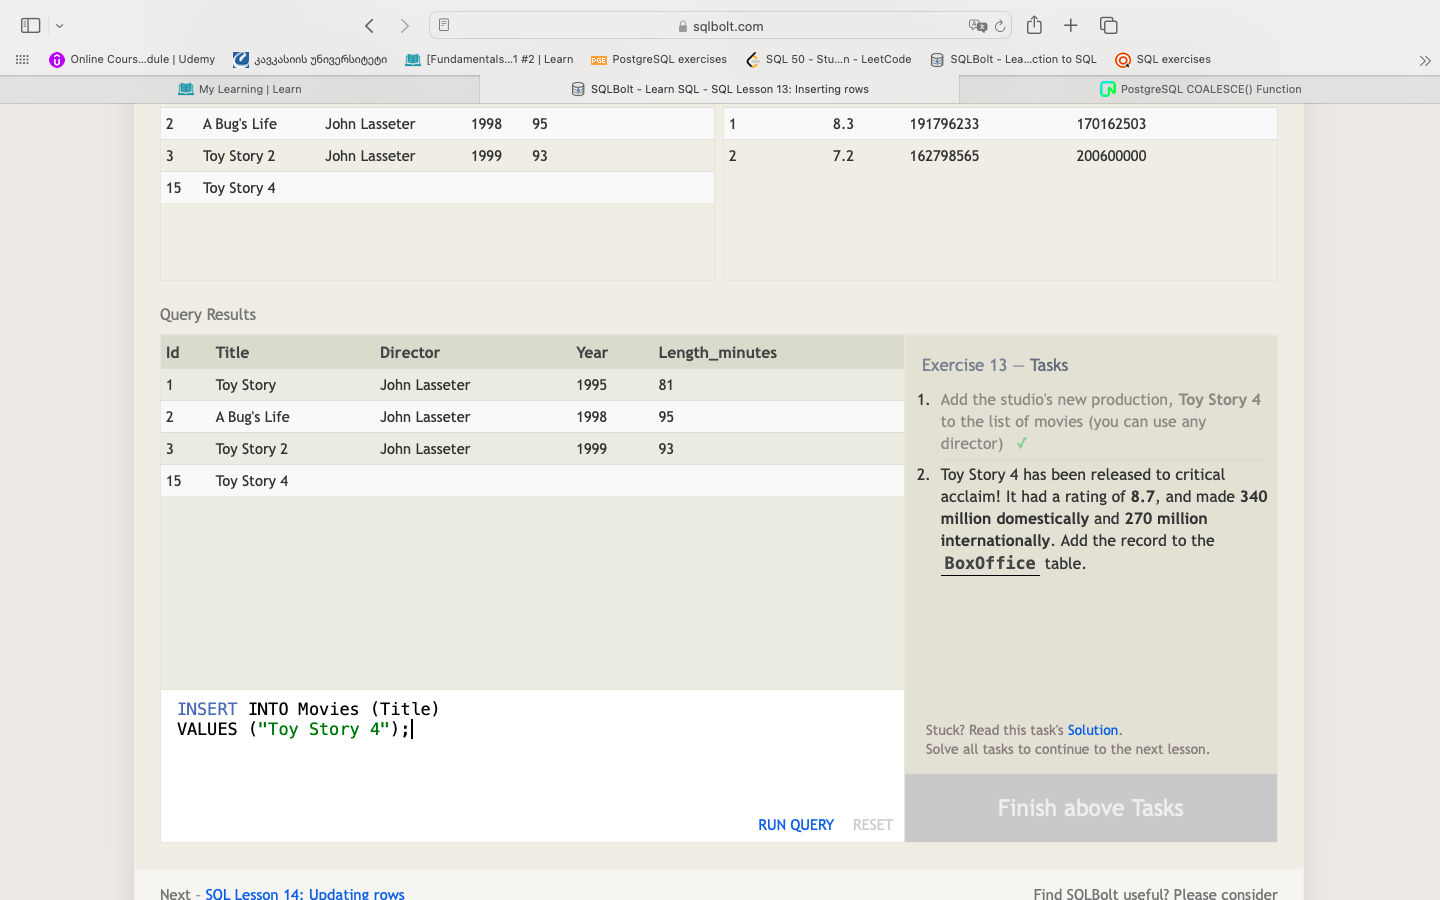 sqlbolt.com
Online Cours...dule | Udemy კავკასიის უნივერსიტეტი [Fundamentals...1 #2 | Learn PostgreSQL exercises SQL 50 - Stu...n - LeetCode SQLBolt - Lea...ction to SQL SQL exercises
My Learning | Learn SQLBolt - Learn SQL - SQL Lesson 13: Inserting rows PostgreSQL COALESCE() Function
2 A Bug's Life John Lasseter 1998 95
3 Toy Story 2 John Lasseter 1999 93
15 Toy Story 4
1 8.3 191796233 170162503
2 7.2 162798565 200600000
Query Results
Id Title Director Year Length_minutes
1 Toy Story John Lasseter 1995 81
2 A Bug's Life John Lasseter 1998 95
3 Toy Story 2 John Lasseter 1999 93
15 Toy Story 4
INSERT INTO Movies (Title)
VALUES ("Toy Story 4");
RUN QUERY RESET
Exercise 13 — Tasks
1. Add the studio's new production, Toy Story 4
to the list of movies (you can use any
director) ✓
2. Toy Story 4 has been released to critical
acclaim! It had a rating of 8.7, and made 340
million domestically and 270 million
internationally. Add the record to the
BoxOffice table.
Stuck? Read this task's Solution.
Solve all tasks to continue to the next lesson.
Finish above Tasks
Next – SQL Lesson 14: Updating rows
Find SQLBolt useful? Please consider